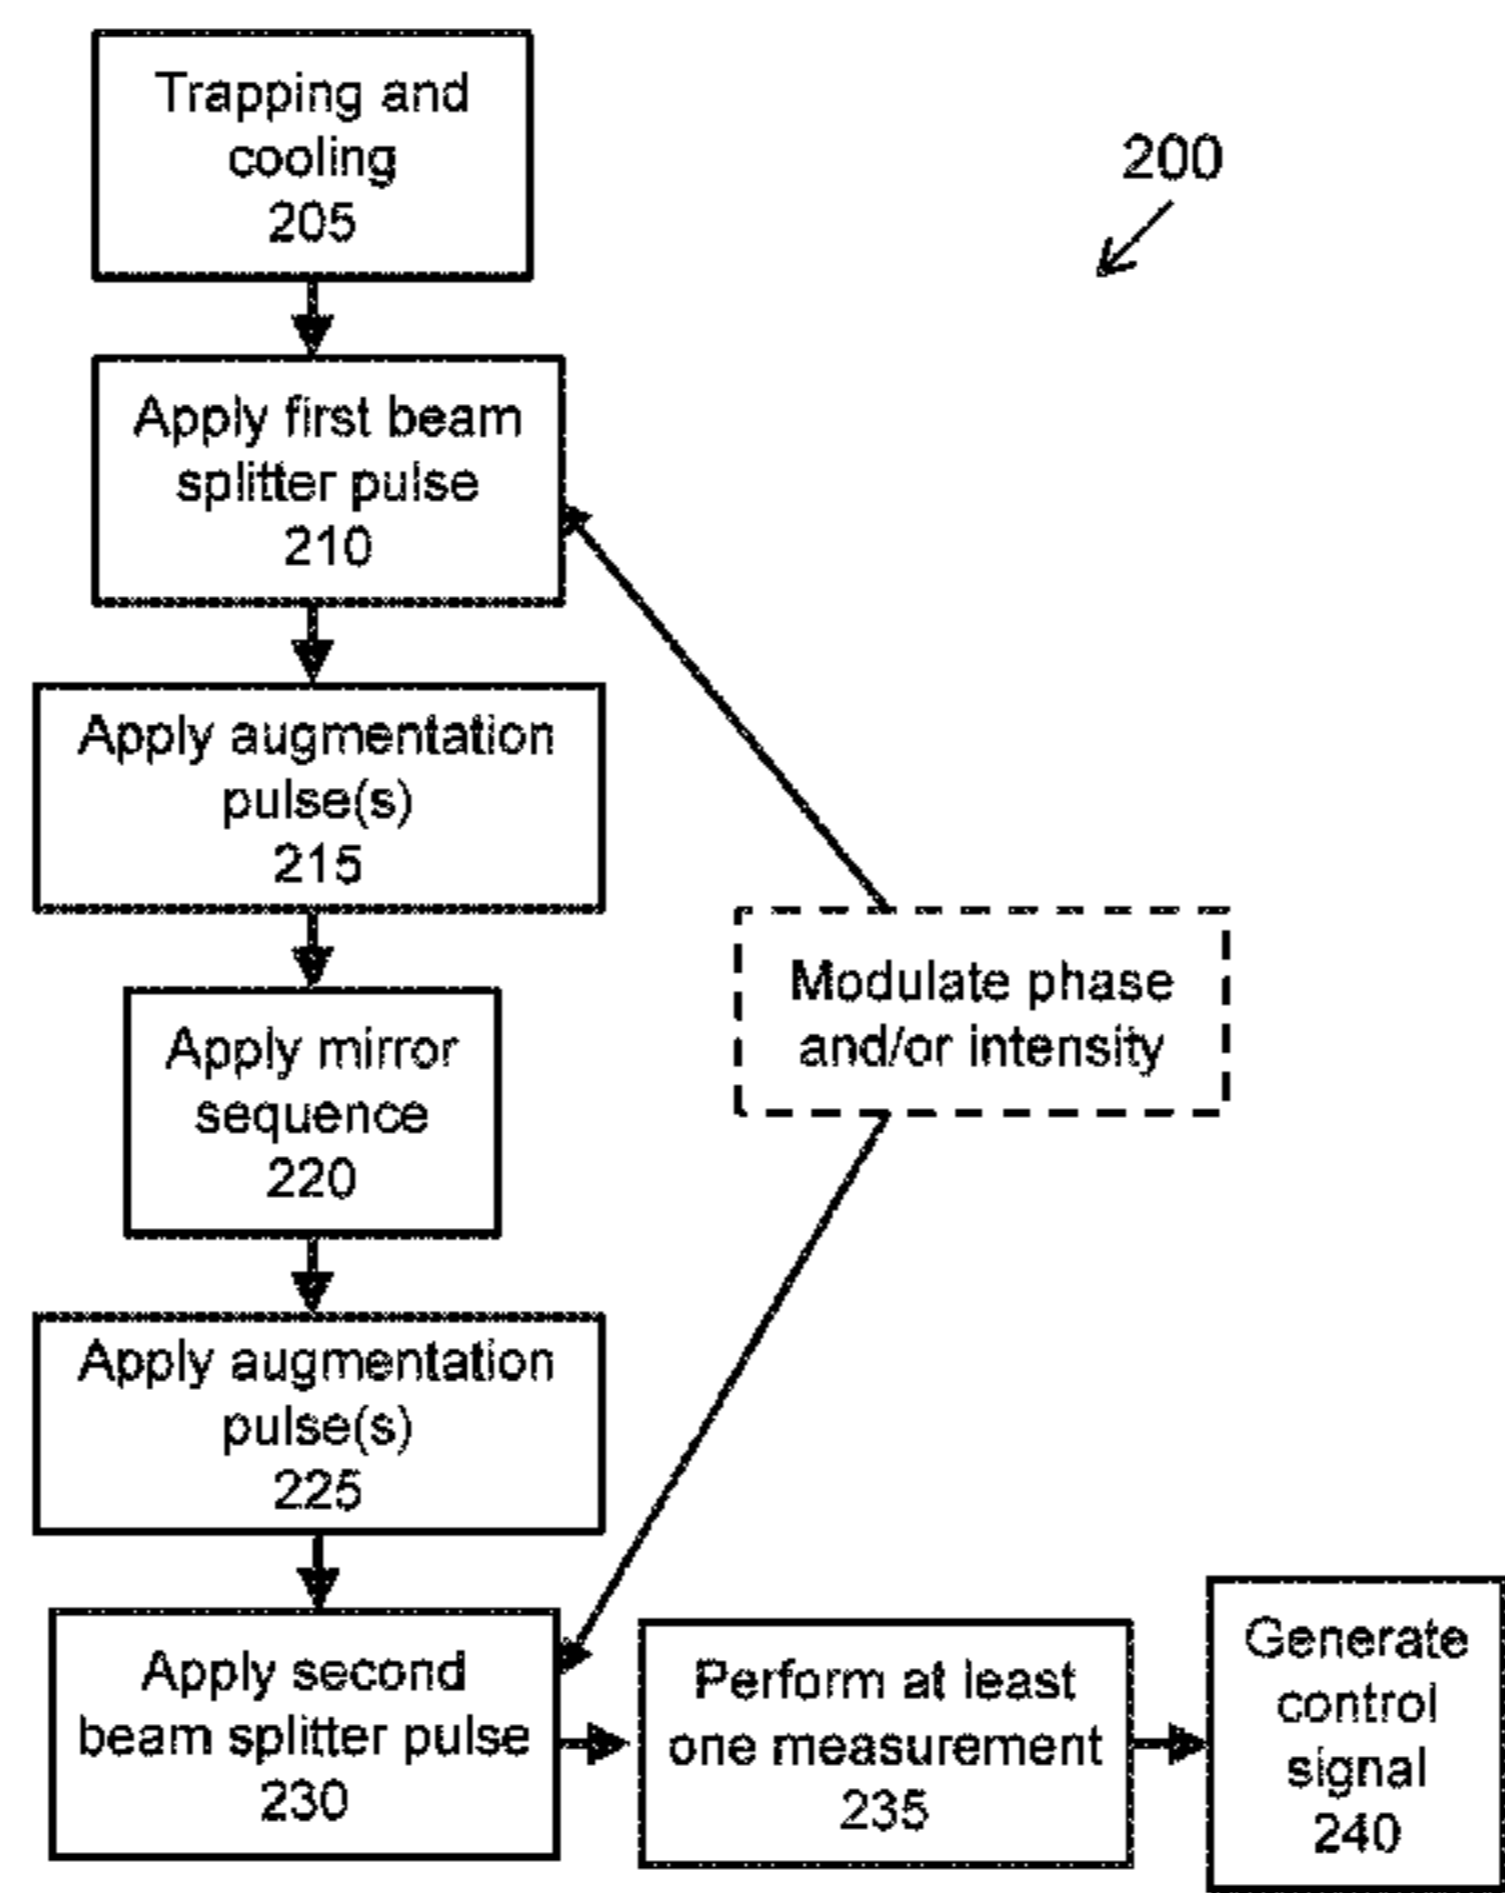 Trapping and
cooling
205
200
Apply first beam
splitter pulse
210
Apply augmentation
pulse(s)
215
Modulate phase
and/or intensity
Apply mirror
sequence
220
Apply augmentation
pulse(s)
225
Apply second
beam splitter pulse
230
Perform at least
one measurement
235
Generate
control
signal
240